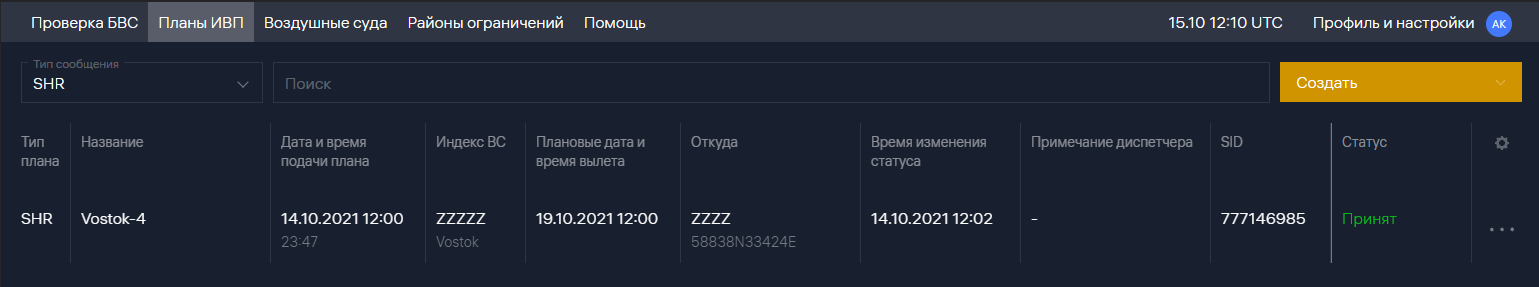 Проверка БВС Планы ИВП Воздушные суда Районы ограничений Помощь 15.10 12:10 UTC Профиль и настройки АК
Тип сообщения
SHR Поиск Создать
Тип плана Название Дата и время подачи плана Индекс ВС Плановые дата и время вылета Откуда Время изменения статуса Примечание диспетчера SID Статус
SHR Vostok-4 14.10.2021 12:00 ZZZZZ 19.10.2021 12:00 ZZZZ 14.10.2021 12:02 - 777146985 Принят
23:47 Vostok 58838N33424E